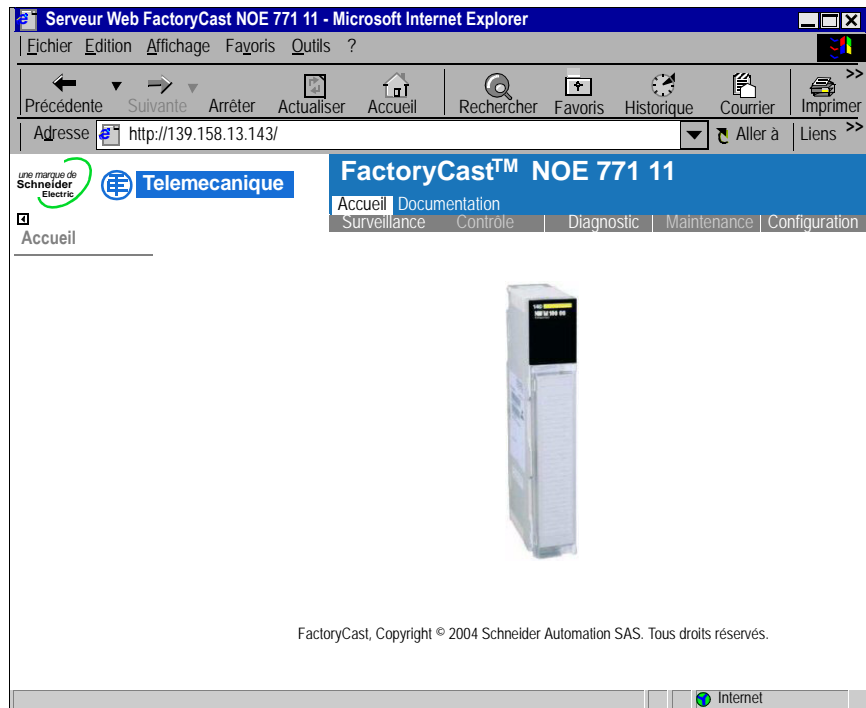 Serveur Web FactoryCast NOE 771 11 - Microsoft Internet Explorer
Fichier Edition Affichage Favoris Outils ?
Précédente Suivante Arrêter Actualiser Accueil Rechercher Favoris Historique Courrier Imprimer >>
Adresse http://139.158.13.143/ Aller à Liens >>
une marque de
Schneider
Electric
Telemecanique
FactoryCast™ NOE 771 11
Accueil Documentation
Surveillance Contrôle Diagnostic Maintenance Configuration
Accueil
FactoryCast, Copyright © 2004 Schneider Automation SAS. Tous droits réservés.
Internet